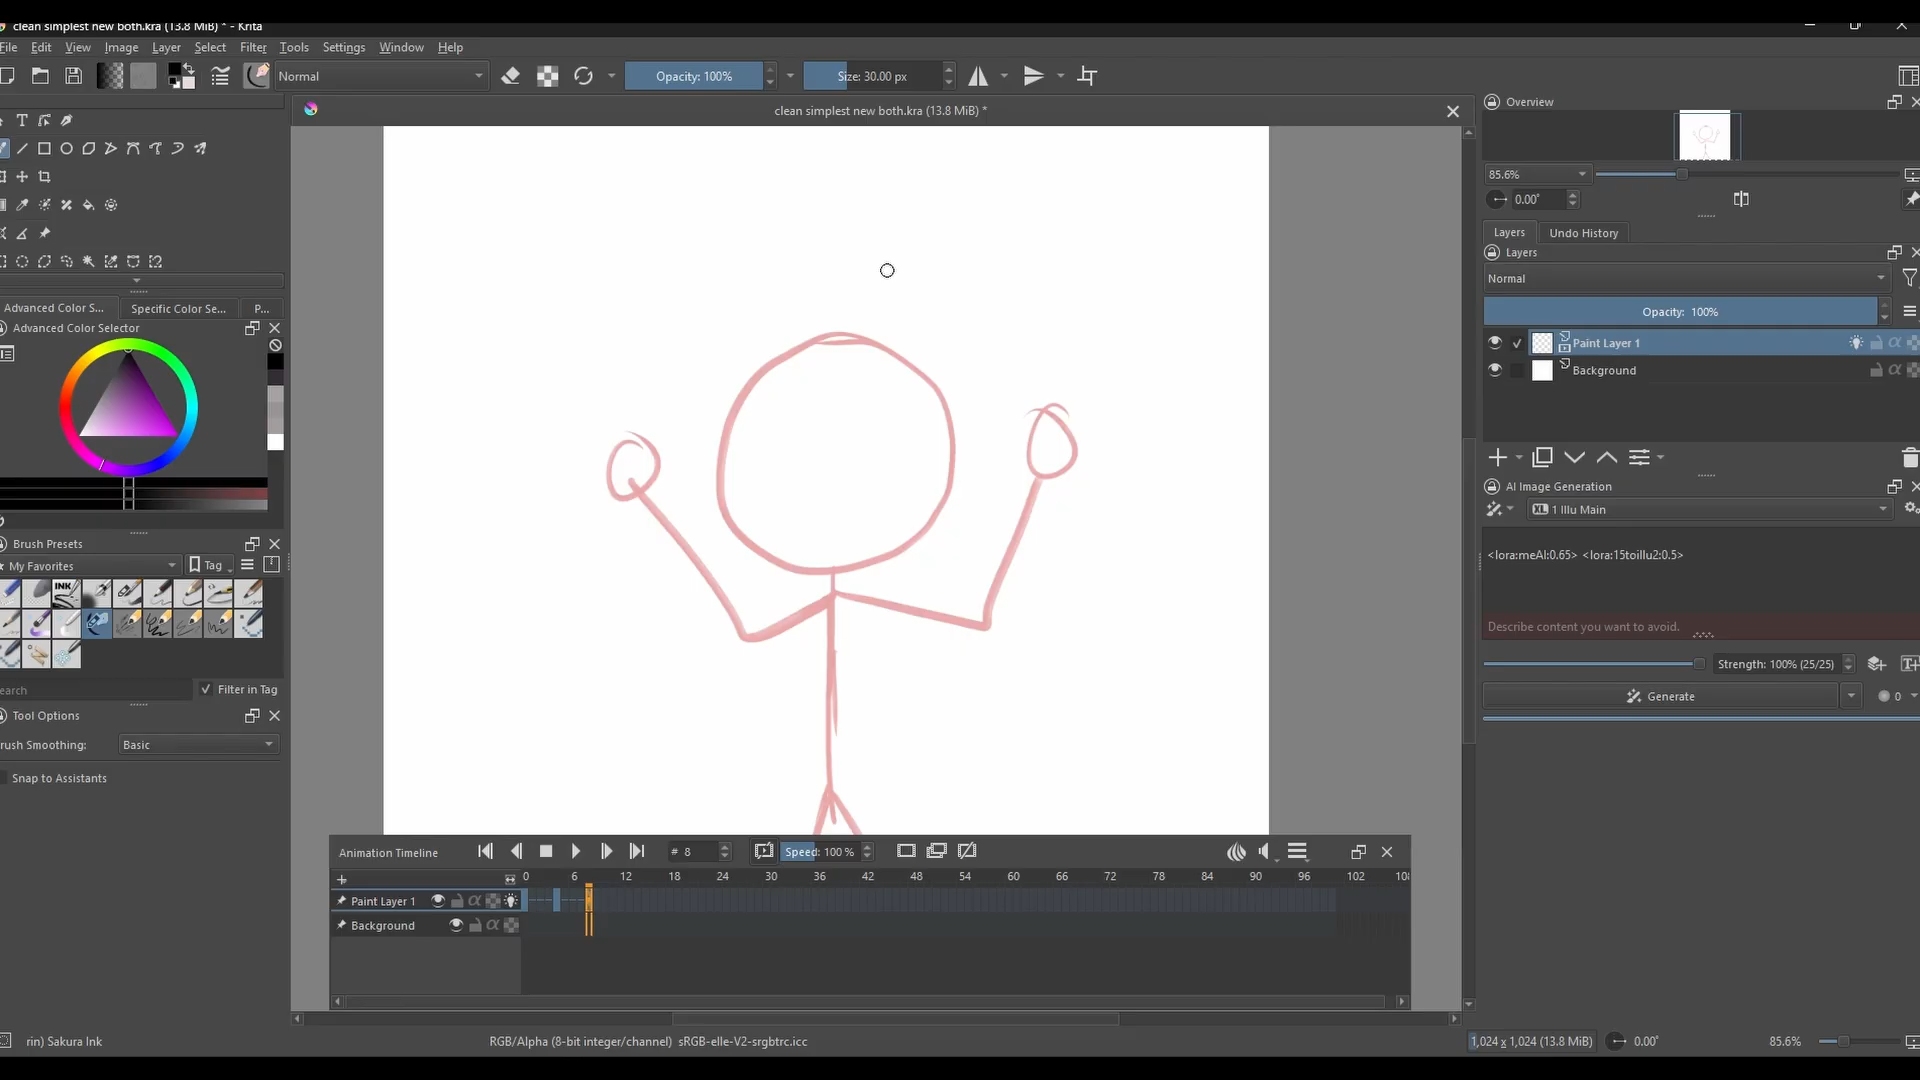 clean simplest new both.kra (13.8 MiB) * - Krita
File Edit View Image Layer Select Filter Tools Settings Window Help
Normal
Opacity: 100%
Size: 30.00 px
clean simplest new both.kra (13.8 MiB) *
Overview
85.6%
0.00°
Layers Undo History
Layers
Normal
Opacity: 100%
Paint Layer 1
Background
AI Image Generation
XL 1 Illu Main
<lora:meAI:0.65> <lora:15toillu2:0.5>
Describe content you want to avoid.
Strength: 100% (25/25)
Generate
0
Advanced Color S... Specific Color Se... P...
Advanced Color Selector
Brush Presets
My Favorites
Tag
INK
earch
Filter in Tag
Tool Options
rush Smoothing: Basic
Snap to Assistants
Animation Timeline
# 8
Speed: 100 %
0 6 12 18 24 30 36 42 48 54 60 66 72 78 84 90 96 102 108
Paint Layer 1
Background
rin) Sakura Ink
RGB/Alpha (8-bit integer/channel) sRGB-elle-V2-srgbtrc.icc
1,024 x 1,024 (13.8 MiB)
0.00°
85.6%